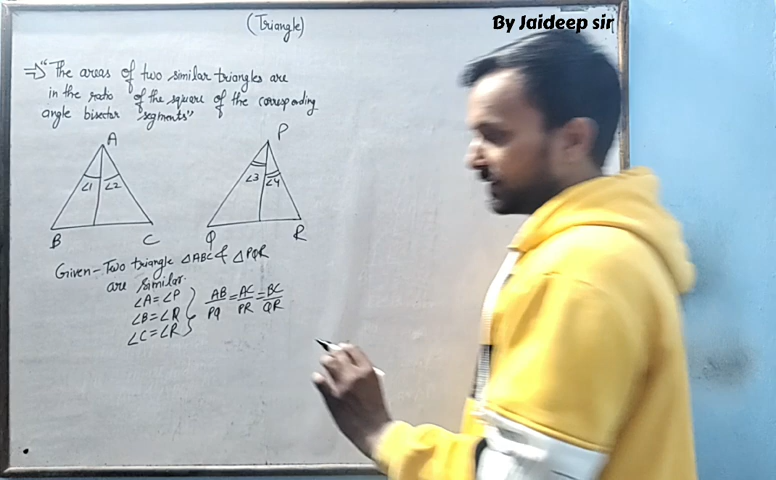 (Triangle)
By Jaideep sir
⇒ "The areas of two similar triangles are
in the ratio of the square of the corresponding
angle bisector segments"
A
P
∠1 ∠2
∠3 ∠4
B C
Q R
Given - Two triangle △ABC & △PQR
are similar.
∠A=∠P
∠B=∠Q
∠C=∠R
AB/PQ = AC/PR = BC/QR